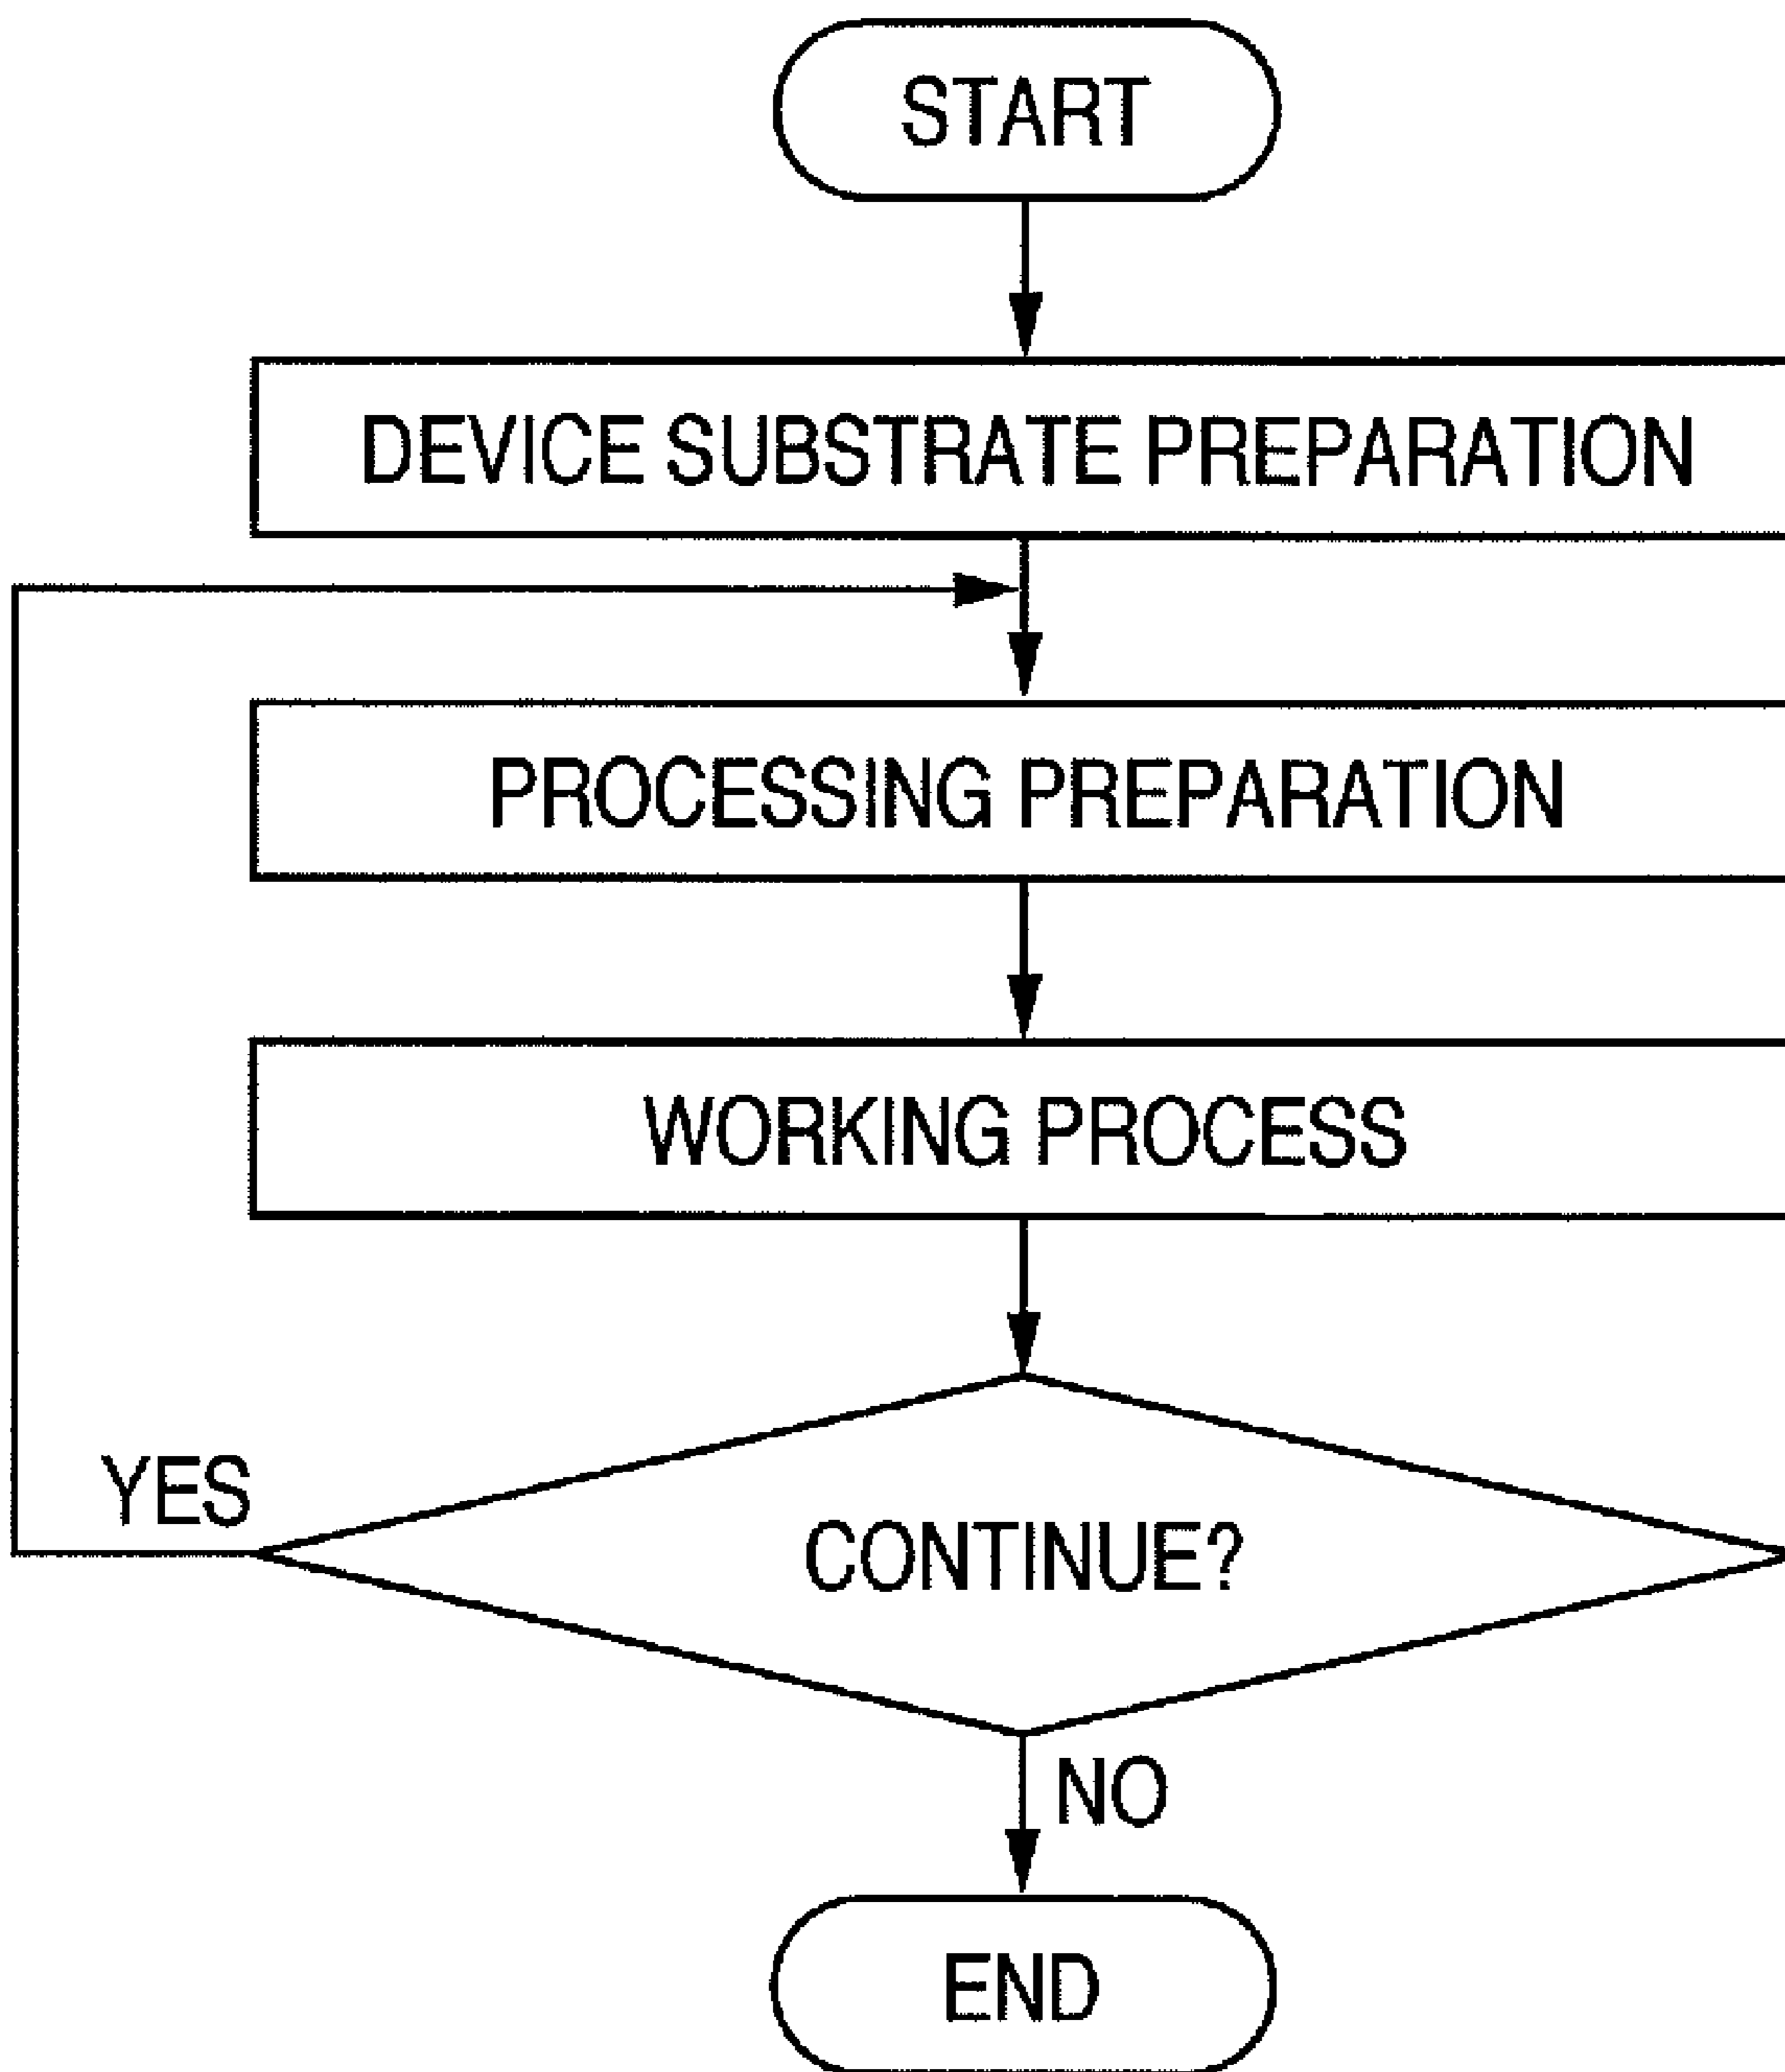 START
DEVICE SUBSTRATE PREPARATION
PROCESSING PREPARATION
WORKING PROCESS
YES
CONTINUE?
NO
END